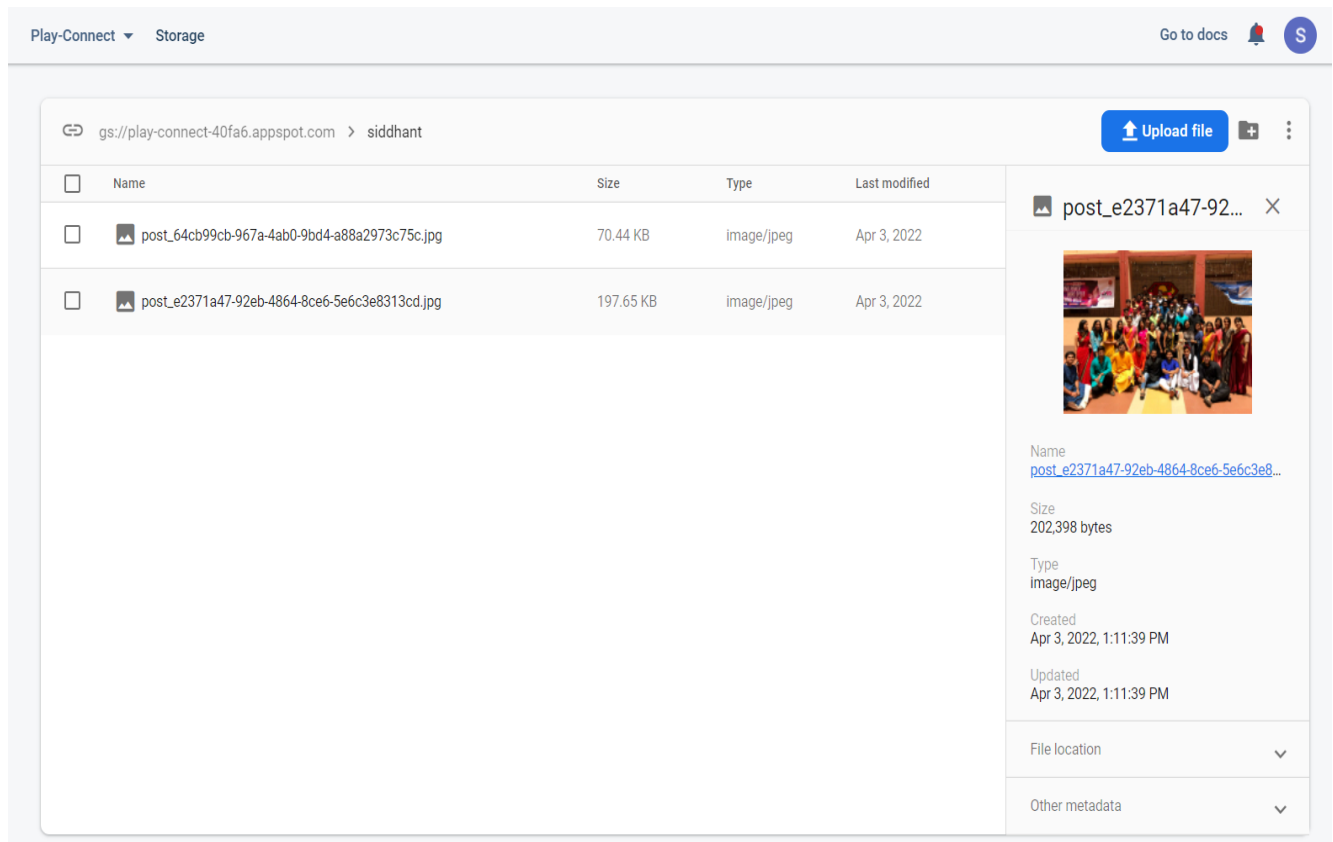 Play-Connect Storage Go to docs S
gs://play-connect-40fa6.appspot.com > siddhant Upload file
Name Size Type Last modified
post_64cb99cb-967a-4ab0-9bd4-a88a2973c75c.jpg 70.44 KB image/jpeg Apr 3, 2022
post_e2371a47-92eb-4864-8ce6-5e6c3e8313cd.jpg 197.65 KB image/jpeg Apr 3, 2022
post_e2371a47-92...
Name
post_e2371a47-92eb-4864-8ce6-5e6c3e8...
Size
202,398 bytes
Type
image/jpeg
Created
Apr 3, 2022, 1:11:39 PM
Updated
Apr 3, 2022, 1:11:39 PM
File location
Other metadata